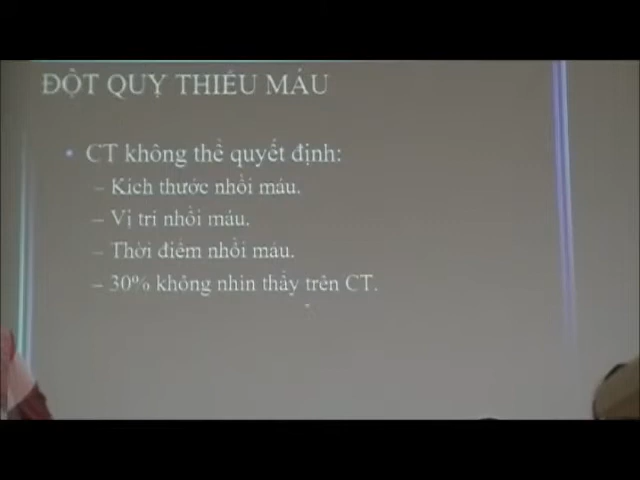 ĐỘT QUỴ THIẾU MÁU
• CT không thể quyết định:
– Kích thước nhồi máu.
– Vị trí nhồi máu.
– Thời điểm nhồi máu.
– 30% không nhìn thấy trên CT.